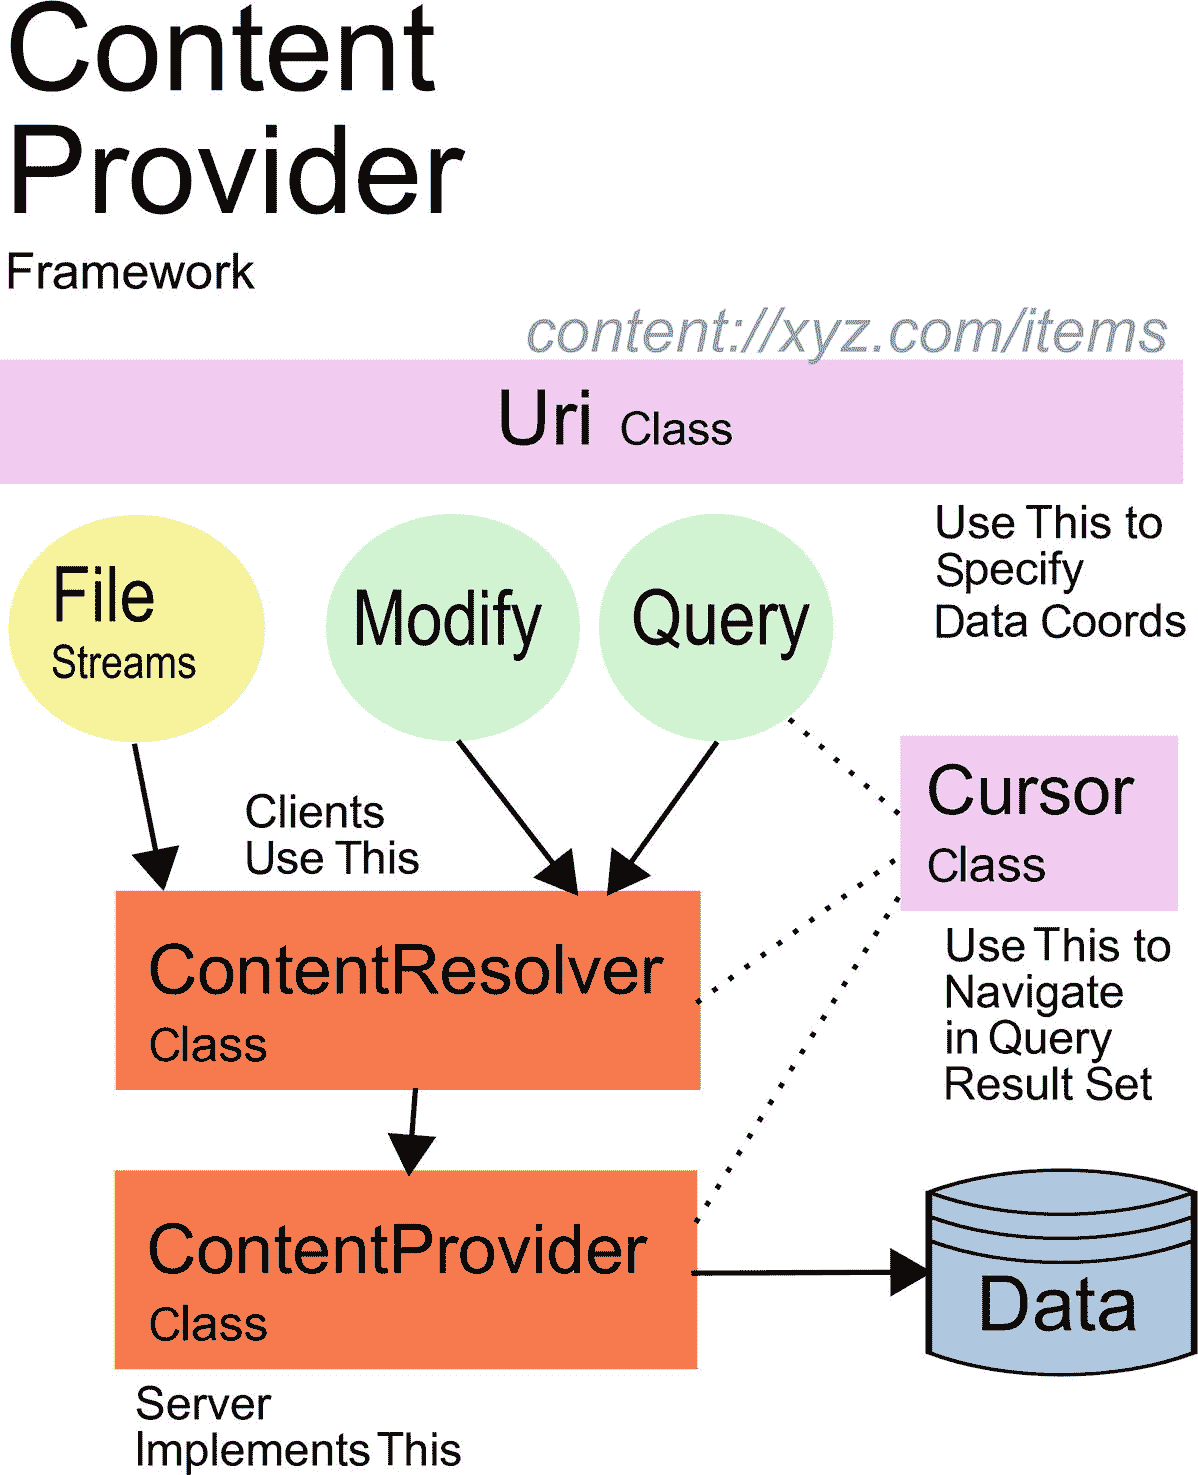 Content
Provider
Framework
content://xyz.com/items
Uri Class
File
Streams
Modify
Query
Use This to
Specify
Data Coords
Clients
Use This
Cursor
Class
ContentResolver
Class
Use This to
Navigate
in Query
Result Set
ContentProvider
Class
Data
Server
Implements This